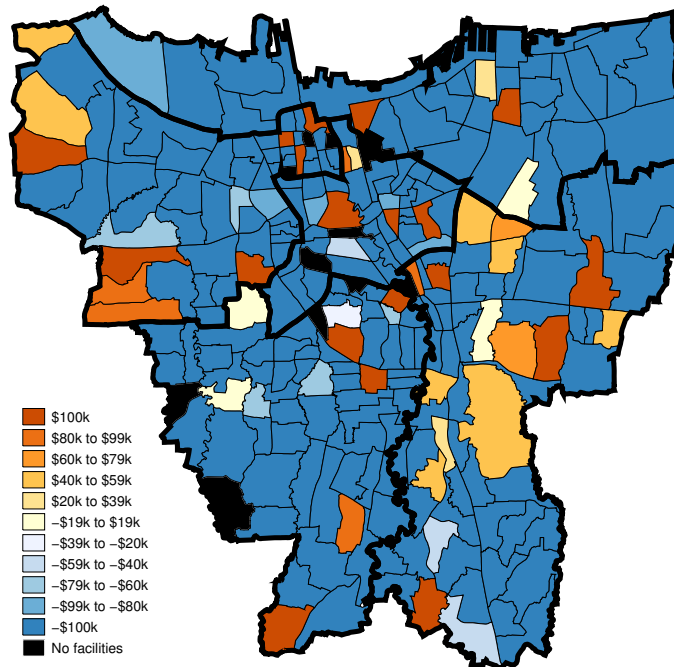 $100k
$80k to $99k
$60k to $79k
$40k to $59k
$20k to $39k
−$19k to $19k
−$39k to −$20k
−$59k to −$40k
−$79k to −$60k
−$99k to −$80k
−$100k
No facilities